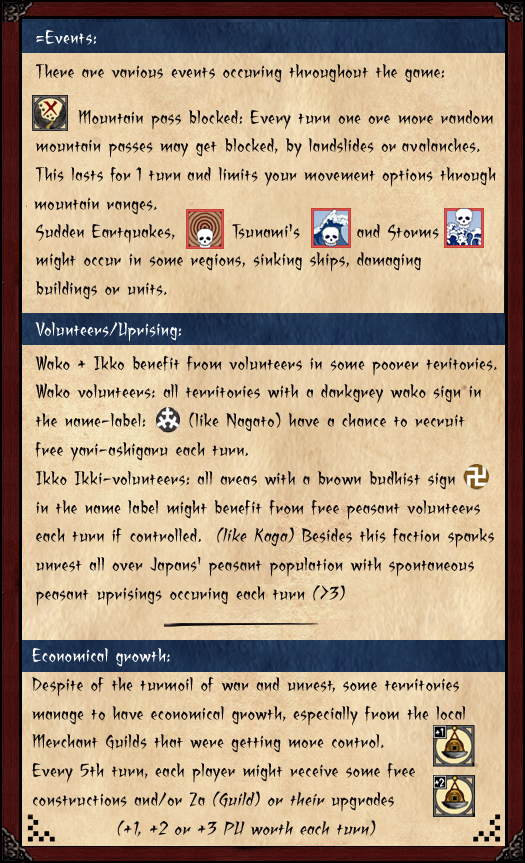 =Events:
There are various events occuring throughout the game:
Mountain pass blocked: Every turn one ore more random
mountain passes may get blocked, by landslides or avalanches.
This lasts for 1 turn and limits your movement options through
mountain ranges.
Sudden Eartquakes, Tsunami's and Storms
might occur in some regions, sinking ships, damaging
buildings or units.
Volunteers/Uprising:
Wako + Ikko benefit from volunteers in some poorer teritories.
Wako volunteers: all territories with a darkgrey wako sign in
the name-label: (like Nagato) have a chance to recruit
free yari-ashigaru each turn.
Ikko Ikki-volunteers: all areas with a brown budhist sign
in the name label might benefit from free peasant volunteers
each turn if controlled. (like Kaga) Besides this faction sparks
unrest all over Japans' peasant population with spontaneous
peasant uprisings occuring each turn (>3)
Economical growth:
Despite of the turmoil of war and unrest, some territories
manage to have economical growth, especially from the local
+1
Merchant Guilds that were getting more control.
Every 5th turn, each player might receive some free
+2
constructions and/or Za (Guild) or their upgrades
(+1, +2 or +3 PU worth each turn)